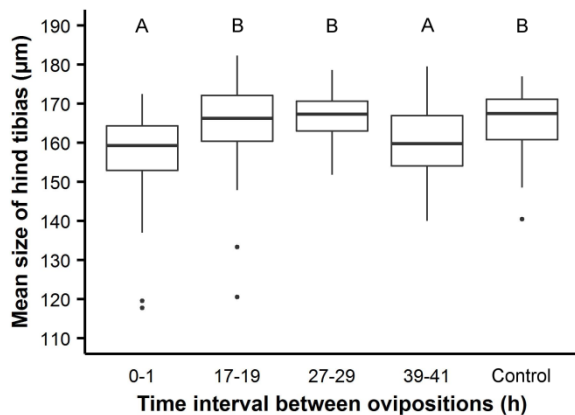 190
180
170
160
150
140
130
120
110
Mean size of hind tibias (µm)
A B B A B
0-1 17-19 27-29 39-41 Control
Time interval between ovipositions (h)